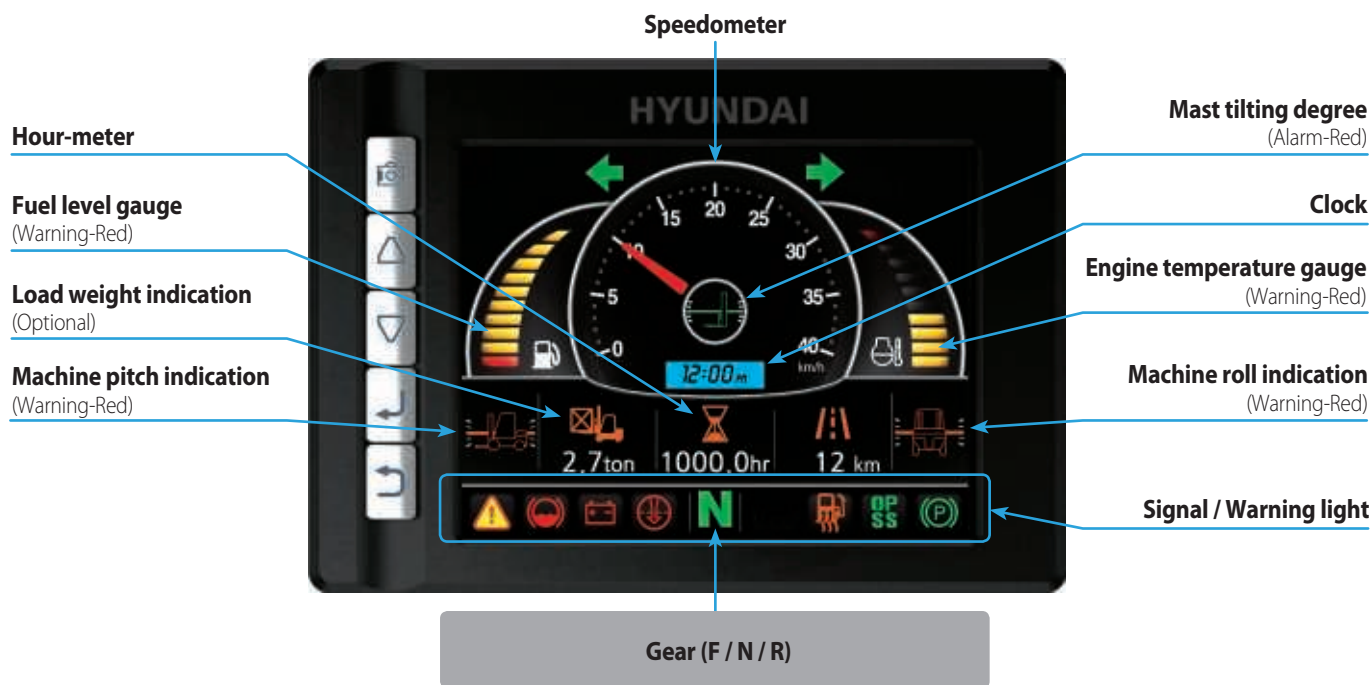 Speedometer
Hour-meter
Fuel level gauge
(Warning-Red)
Load weight indication
(Optional)
Machine pitch indication
(Warning-Red)
HYUNDAI
0
5
10
15
20
25
30
35
40
km/h
12:00
2.7ton
1000.0hr
12 km
N
OP
SS
P
Mast tilting degree
(Alarm-Red)
Clock
Engine temperature gauge
(Warning-Red)
Machine roll indication
(Warning-Red)
Signal / Warning light
Gear (F / N / R)